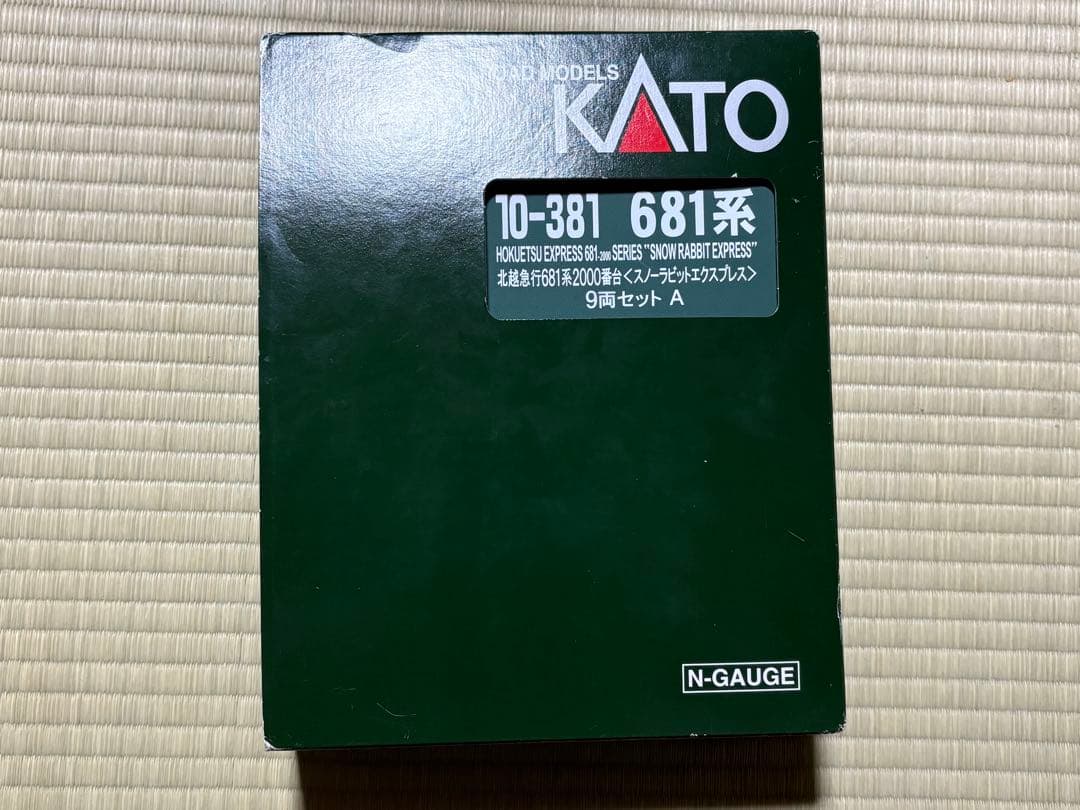 MODELS
KATO
10-381 681系
HOKUETSU EXPRESS 681-2000 SERIES "SNOW RABBIT EXPRESS"
北越急行681系2000番台<スノーラビットエクスプレス>
9両セット A
N-GAUGE